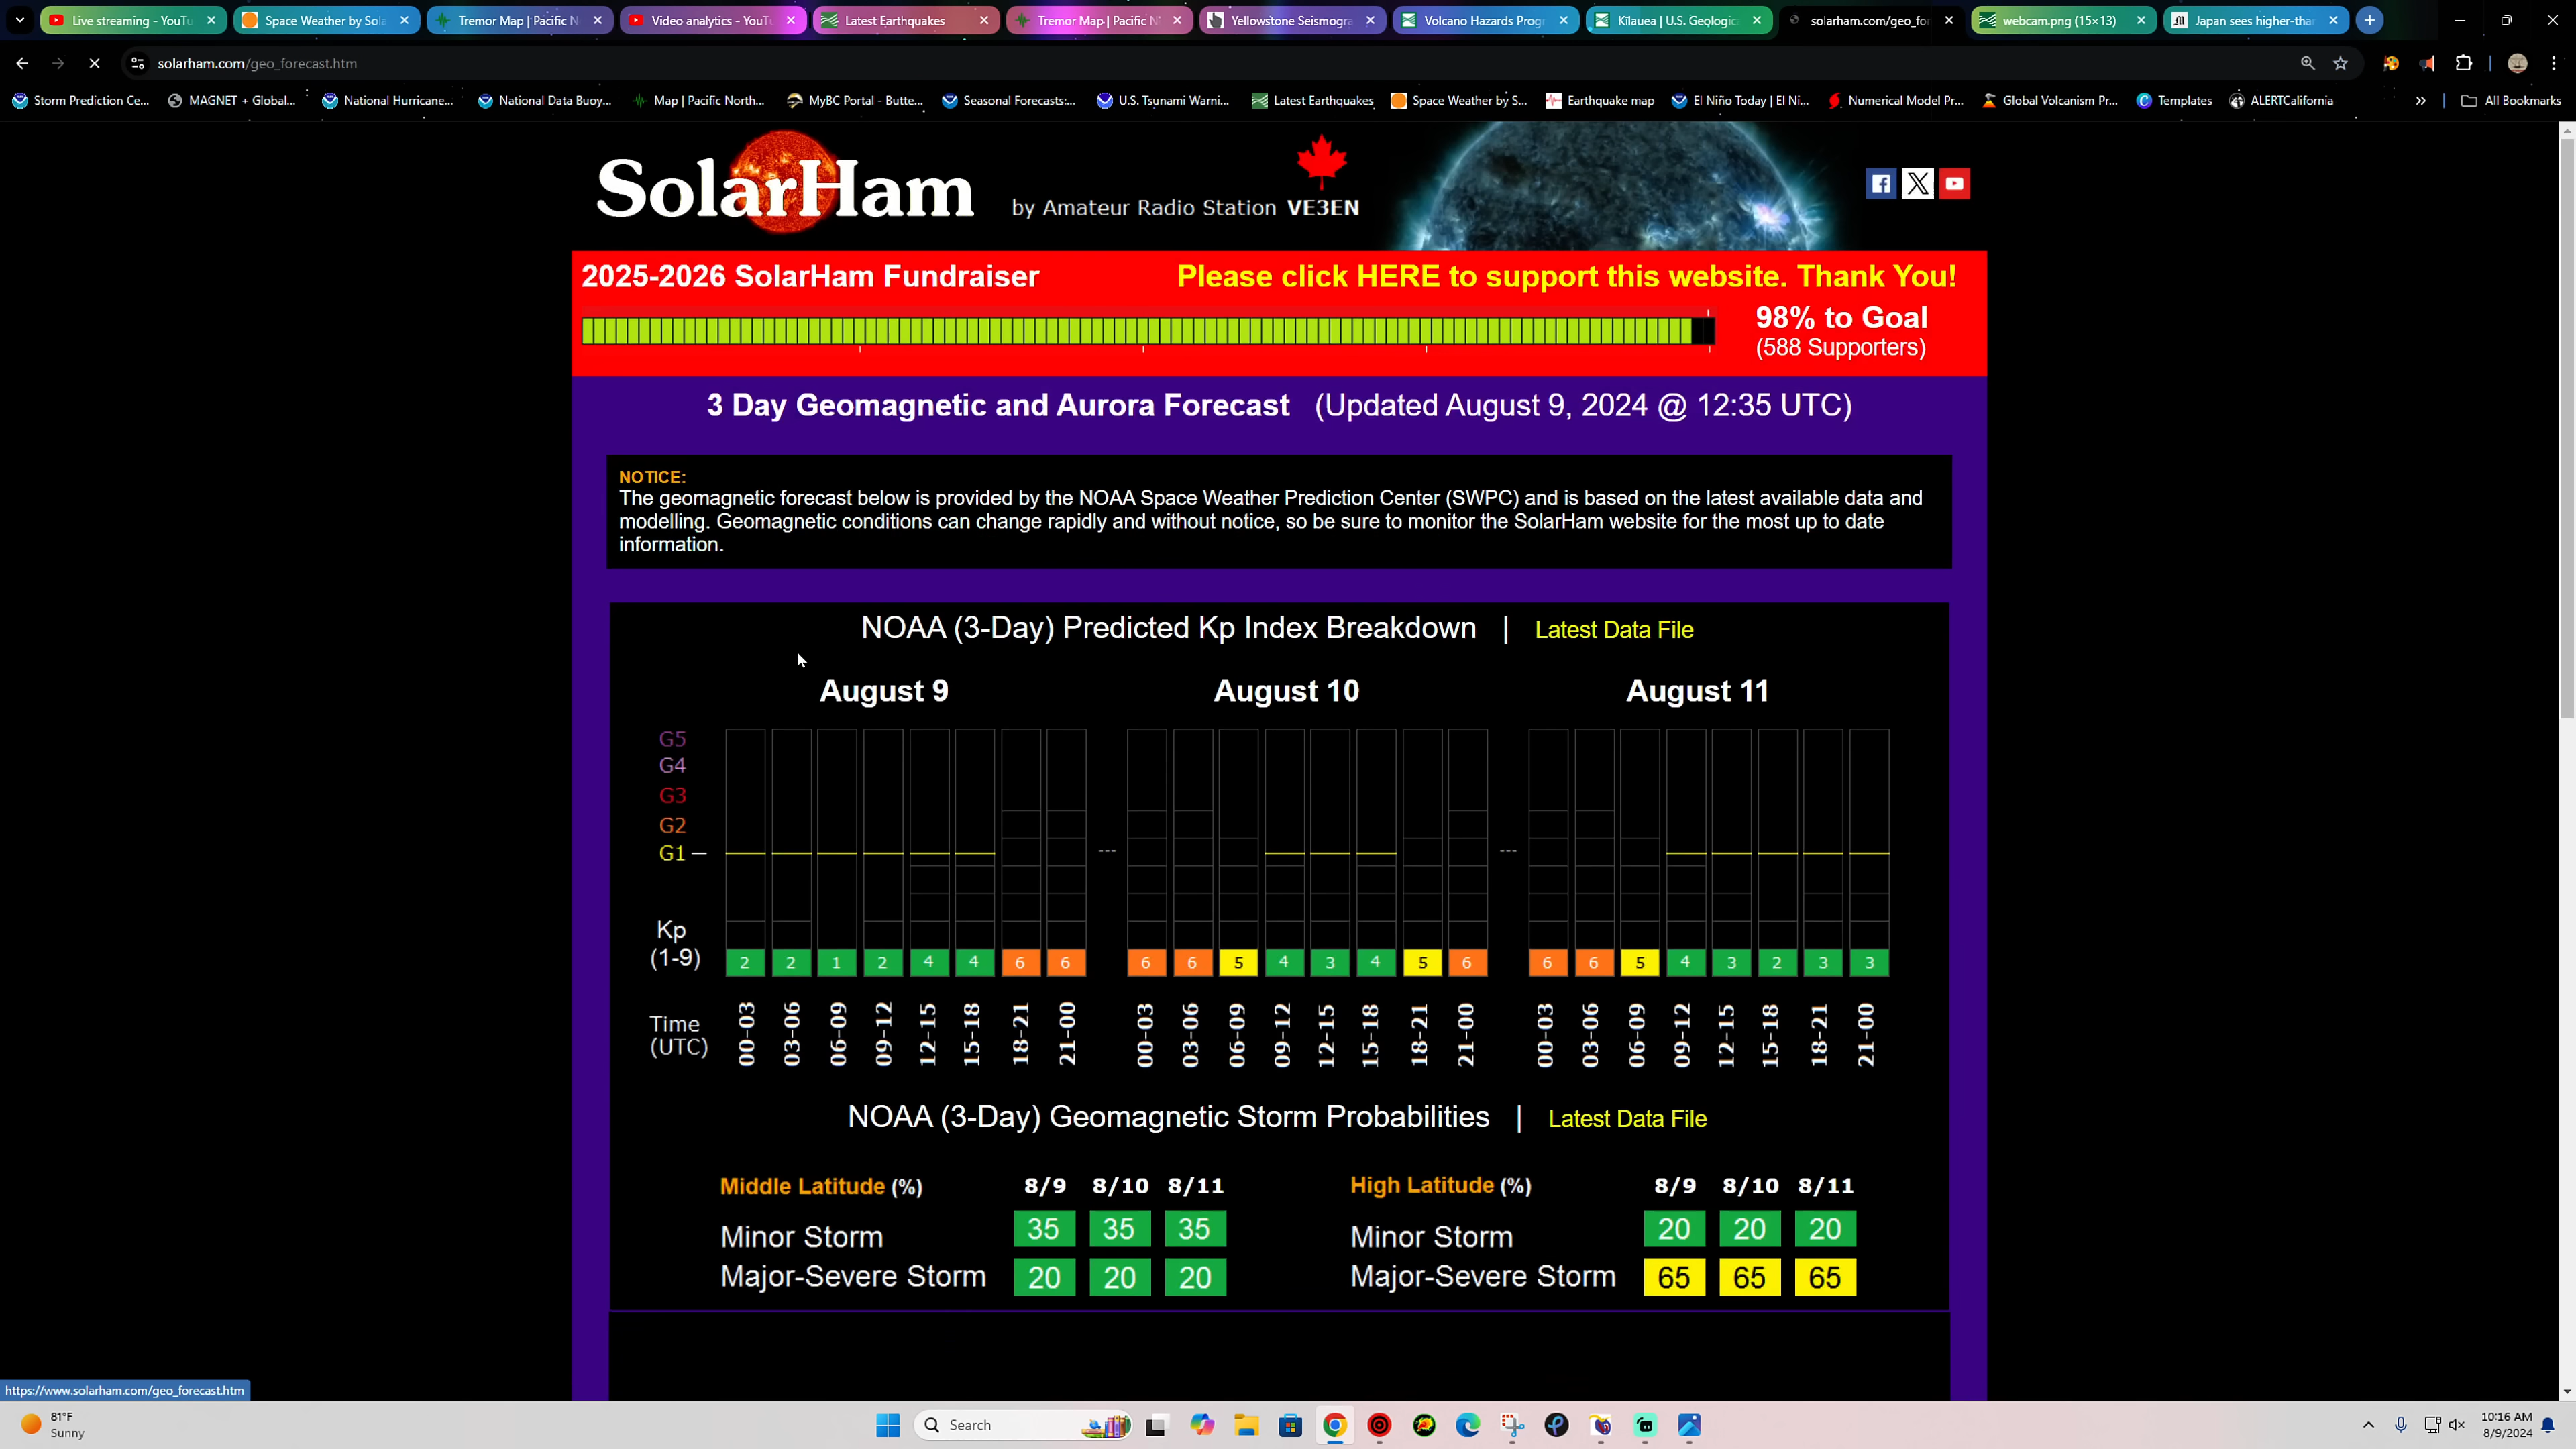 Live streaming - YouTu
Space Weather by Sola
Tremor Map | Pacific N
Video analytics - YouTu
Latest Earthquakes
Tremor Map | Pacific N
Yellowstone Seismogra
Volcano Hazards Prog
Kīlauea | U.S. Geologic
solarham.com/geo_for
webcam.png (15×13)
Japan sees higher-tha
solarham.com/geo_forecast.htm
Storm Prediction Ce...
MAGNET + Global...
National Hurricane...
National Data Buoy...
Map | Pacific North...
MyBC Portal - Butte...
Seasonal Forecasts:...
U.S. Tsunami Warni...
Latest Earthquakes
Space Weather by S...
Earthquake map
El Niño Today | El Ni...
Numerical Model Pr...
Global Volcanism Pr...
Templates
ALERTCalifornia
All Bookmarks
SolarHam
by Amateur Radio Station VE3EN
2025-2026 SolarHam Fundraiser
Please click HERE to support this website. Thank You!
98% to Goal
(588 Supporters)
3 Day Geomagnetic and Aurora Forecast (Updated August 9, 2024 @ 12:35 UTC)
NOTICE:
The geomagnetic forecast below is provided by the NOAA Space Weather Prediction Center (SWPC) and is based on the latest available data and
modelling. Geomagnetic conditions can change rapidly and without notice, so be sure to monitor the SolarHam website for the most up to date
information.
NOAA (3-Day) Predicted Kp Index Breakdown | Latest Data File
August 9 August 10 August 11
G5
G4
G3
G2
G1 — --- ---
Kp
(1-9) 2 2 1 2 4 4 6 6 6 6 5 4 3 4 5 6 6 6 5 4 3 2 3 3
Time
(UTC)
00-03 03-06 06-09 09-12 12-15 15-18 18-21 21-00 00-03 03-06 06-09 09-12 12-15 15-18 18-21 21-00 00-03 03-06 06-09 09-12 12-15 15-18 18-21 21-00
NOAA (3-Day) Geomagnetic Storm Probabilities | Latest Data File
Middle Latitude (%) 8/9 8/10 8/11 High Latitude (%) 8/9 8/10 8/11
Minor Storm 35 35 35 Minor Storm 20 20 20
Major-Severe Storm 20 20 20 Major-Severe Storm 65 65 65
https://www.solarham.com/geo_forecast.htm
81°F
Sunny
Search
10:16 AM
8/9/2024